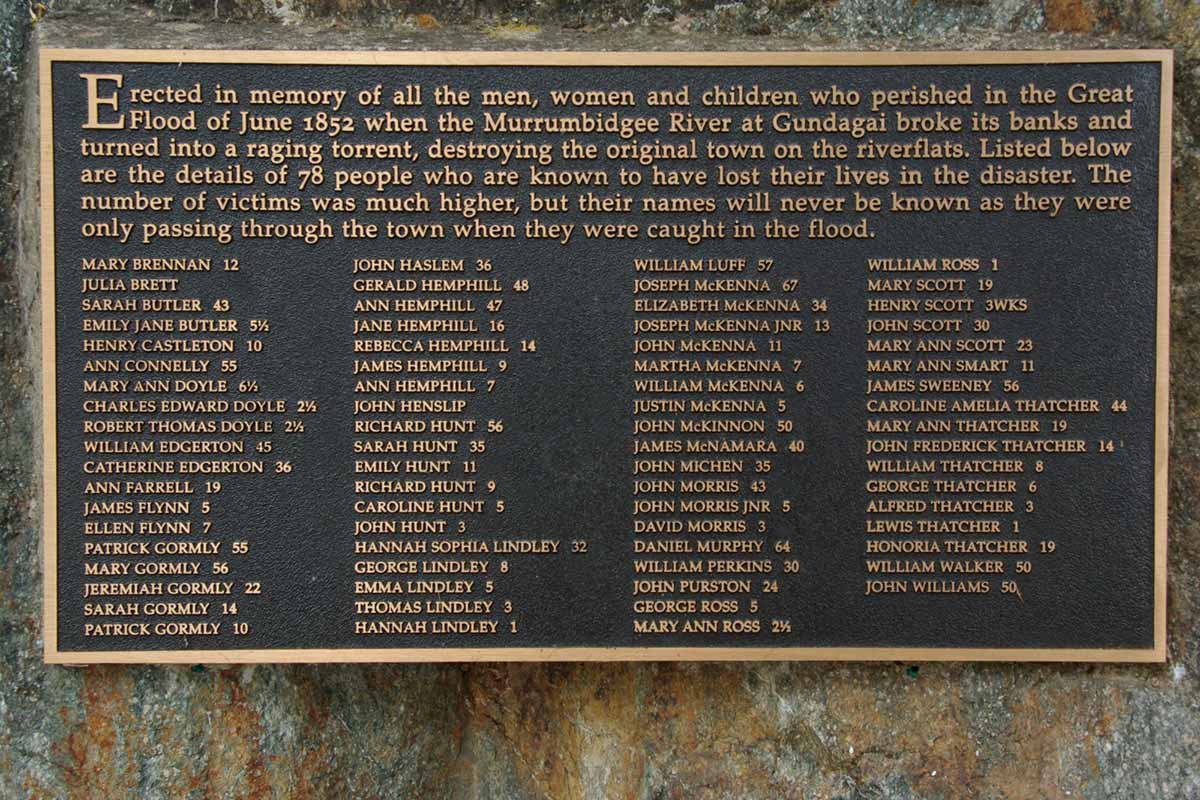 Erected in memory of all the men, women and children who perished in the Great
Flood of June 1852 when the Murrumbidgee River at Gundagai broke its banks and
turned into a raging torrent, destroying the original town on the riverflats. Listed below
are the details of 78 people who are known to have lost their lives in the disaster. The
number of victims was much higher, but their names will never be known as they were
only passing through the town when they were caught in the flood.
MARY BRENNAN 12
JULIA BRETT
SARAH BUTLER 43
EMILY JANE BUTLER 5½
HENRY CASTLETON 10
ANN CONNELLY 55
MARY ANN DOYLE 6½
CHARLES EDWARD DOYLE 2½
ROBERT THOMAS DOYLE 2½
WILLIAM EDGERTON 45
CATHERINE EDGERTON 36
ANN FARRELL 19
JAMES FLYNN 5
ELLEN FLYNN 7
PATRICK GORMLY 55
MARY GORMLY 56
JEREMIAH GORMLY 22
SARAH GORMLY 14
PATRICK GORMLY 10
JOHN HASLEM 36
GERALD HEMPHILL 48
ANN HEMPHILL 47
JANE HEMPHILL 16
REBECCA HEMPHILL 14
JAMES HEMPHILL 9
ANN HEMPHILL 7
JOHN HENSLIP
RICHARD HUNT 56
SARAH HUNT 35
EMILY HUNT 11
RICHARD HUNT 9
CAROLINE HUNT 5
JOHN HUNT 3
HANNAH SOPHIA LINDLEY 32
GEORGE LINDLEY 8
EMMA LINDLEY 5
THOMAS LINDLEY 3
HANNAH LINDLEY 1
WILLIAM LUFF 57
JOSEPH McKENNA 67
ELIZABETH McKENNA 34
JOSEPH McKENNA JNR 13
JOHN McKENNA 11
MARTHA McKENNA 7
WILLIAM McKENNA 6
JUSTIN McKENNA 5
JOHN McKINNON 50
JAMES McNAMARA 40
JOHN MICHEN 35
JOHN MORRIS 43
JOHN MORRIS JNR 5
DAVID MORRIS 3
DANIEL MURPHY 64
WILLIAM PERKINS 30
JOHN PURSTON 24
GEORGE ROSS 5
MARY ANN ROSS 2½
WILLIAM ROSS 1
MARY SCOTT 19
HENRY SCOTT 3WKS
JOHN SCOTT 30
MARY ANN SCOTT 23
MARY ANN SMART 11
JAMES SWEENEY 56
CAROLINE AMELIA THATCHER 44
MARY ANN THATCHER 19
JOHN FREDERICK THATCHER 14
WILLIAM THATCHER 8
GEORGE THATCHER 6
ALFRED THATCHER 3
LEWIS THATCHER 1
HONORIA THATCHER 19
WILLIAM WALKER 50
JOHN WILLIAMS 50